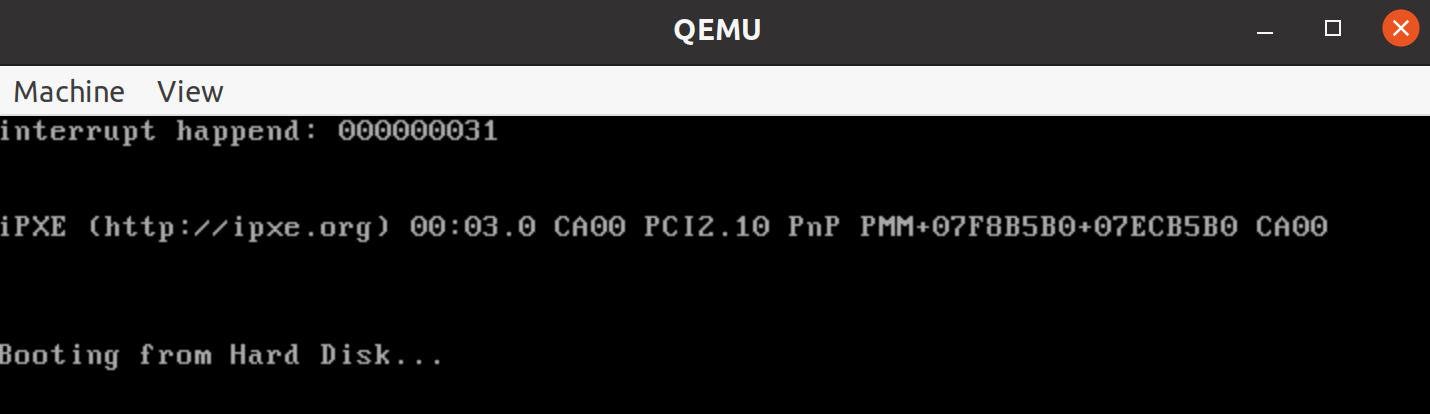 QEMU
Machine View
interrupt happend: 000000031
iPXE (http://ipxe.org) 00:03.0 CA00 PCI2.10 PnP PMM+07F8B5B0+07ECB5B0 CA00
Booting from Hard Disk...